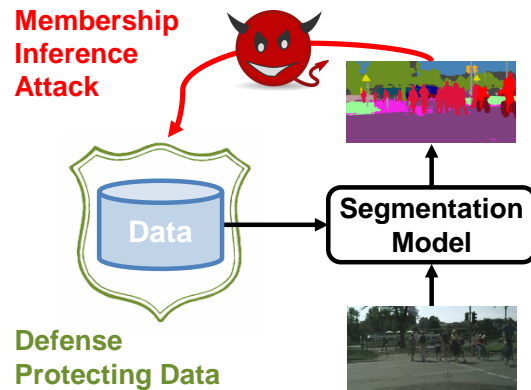 Membership
Inference
Attack
Data
Segmentation
Model
Defense
Protecting Data